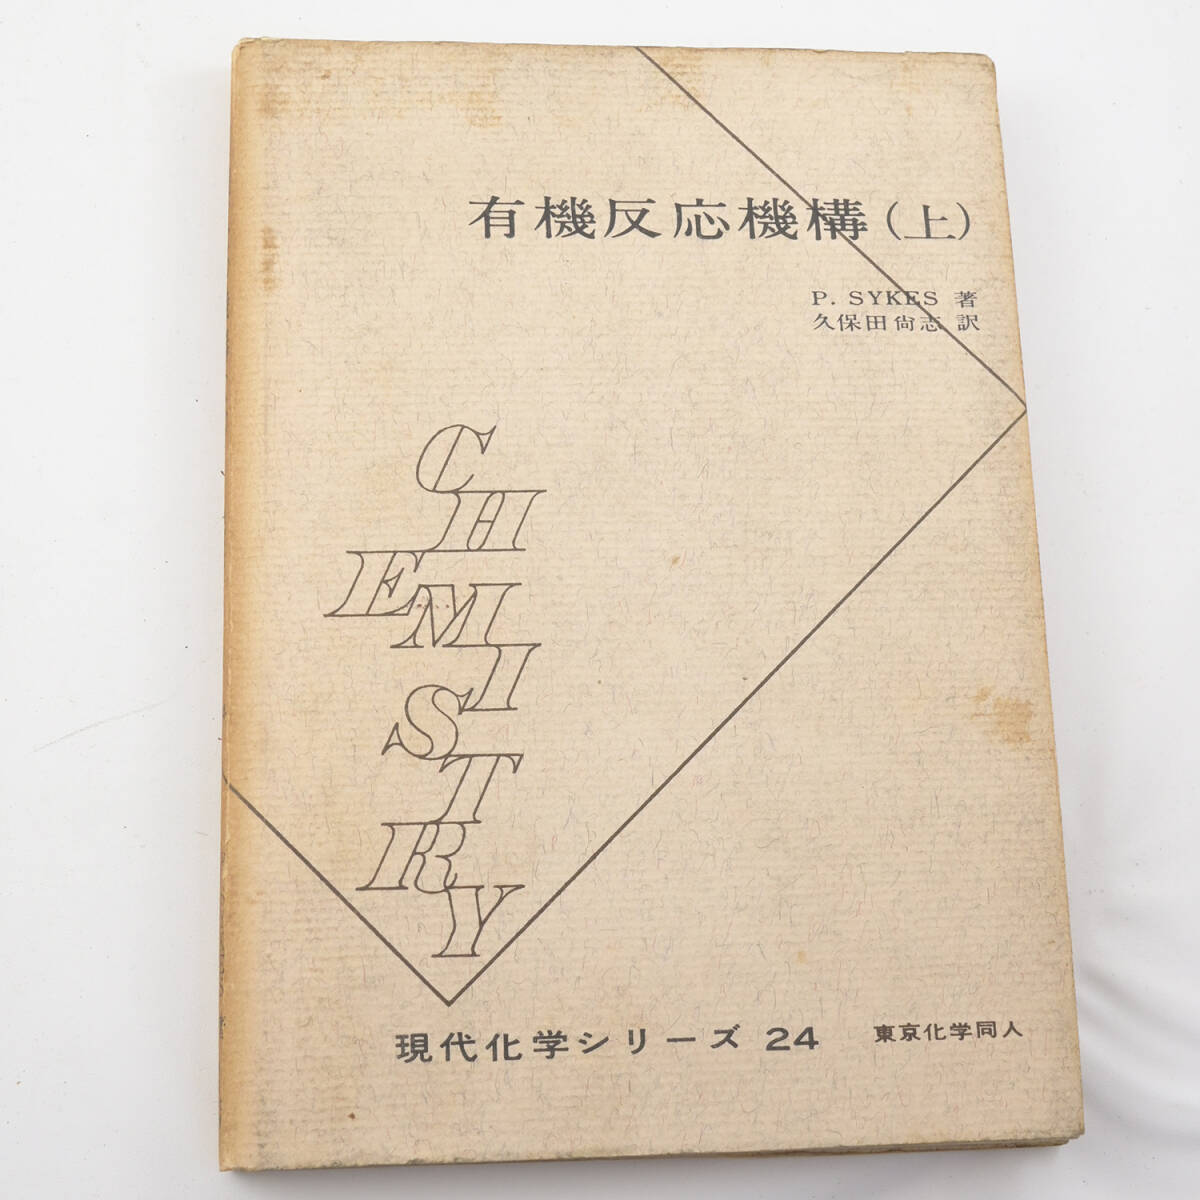 有機反応機構(上)
P. SYKES 著
久保田尙志 訳
CHEMISTRY
現代化学シリーズ 24
東京化学同人